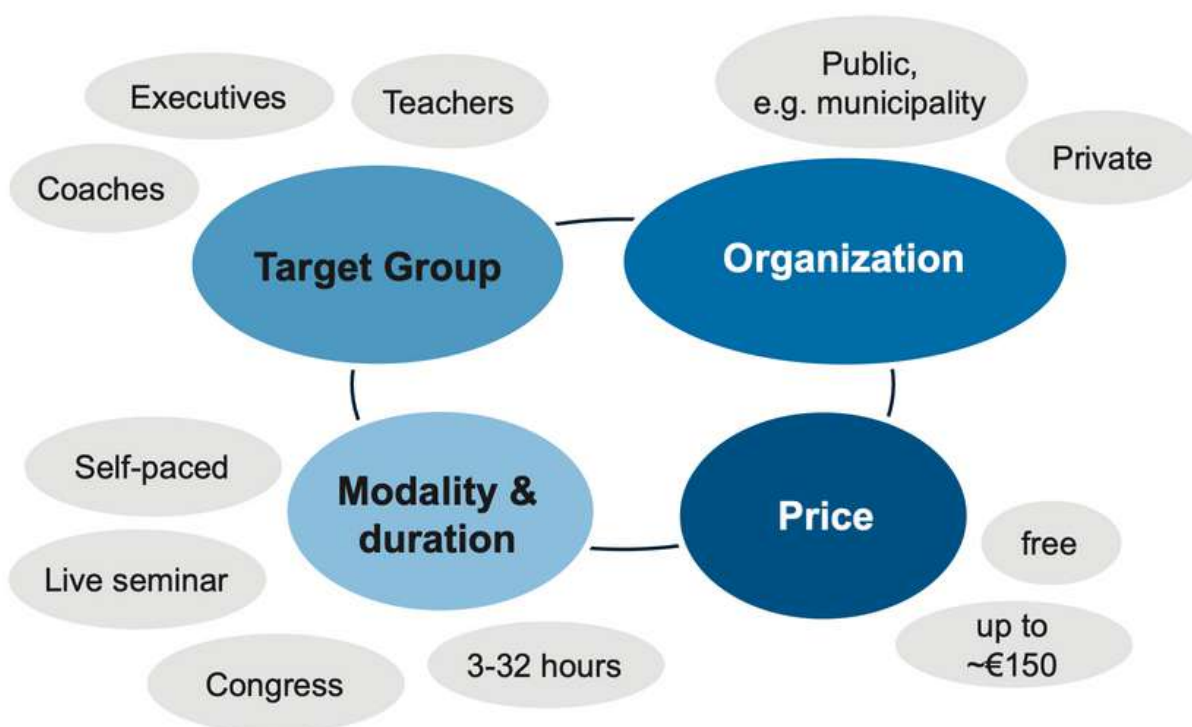 Executives
Teachers
Coaches
Target Group
Public,
e.g. municipality
Private
Organization
Self-paced
Live seminar
Congress
3-32 hours
Modality &
duration
Price
free
up to
~€150